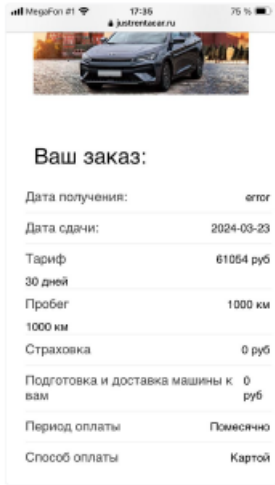 MegaFon #1 17:36 75 %
justrentacar.ru
Ваш заказ:
Дата получения: error
Дата сдачи: 2024-03-23
Тариф 61054 руб
30 дней
Пробег 1000 км
1000 км
Страховка 0 руб
Подготовка и доставка машины к 0
вам руб
Период оплаты Помесячно
Способ оплаты Картой